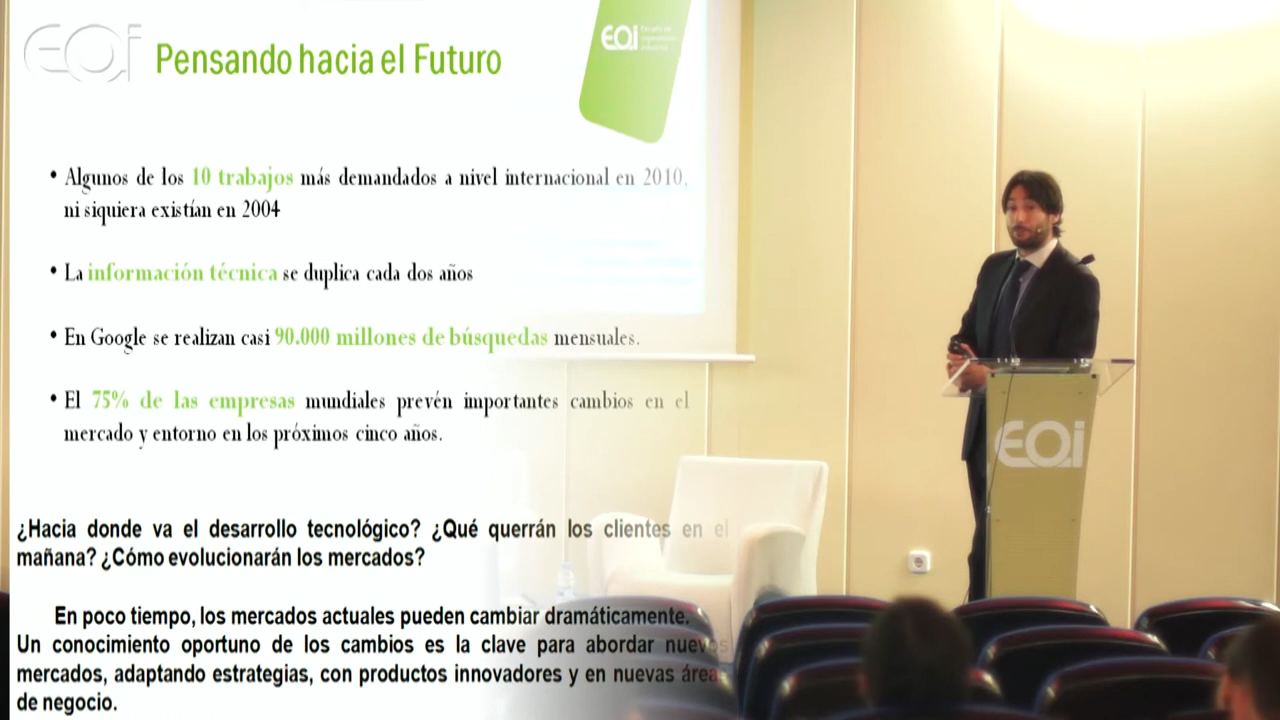 EOi
Pensando hacia el Futuro
EOi
• Algunos de los 10 trabajos más demandados a nivel internacional en 2010,
ni siquiera existían en 2004
• La información técnica se duplica cada dos años
• En Google se realizan casi 90.000 millones de búsquedas mensuales.
• El 75% de las empresas mundiales prevén importantes cambios en el
mercado y entorno en los próximos cinco años.
¿Hacia donde va el desarrollo tecnológico? ¿Qué querrán los clientes en el
mañana? ¿Cómo evolucionarán los mercados?
En poco tiempo, los mercados actuales pueden cambiar dramáticamente.
Un conocimiento oportuno de los cambios es la clave para abordar nuevos
mercados, adaptando estrategias, con productos innovadores y en nuevas áreas
de negocio.
EOi